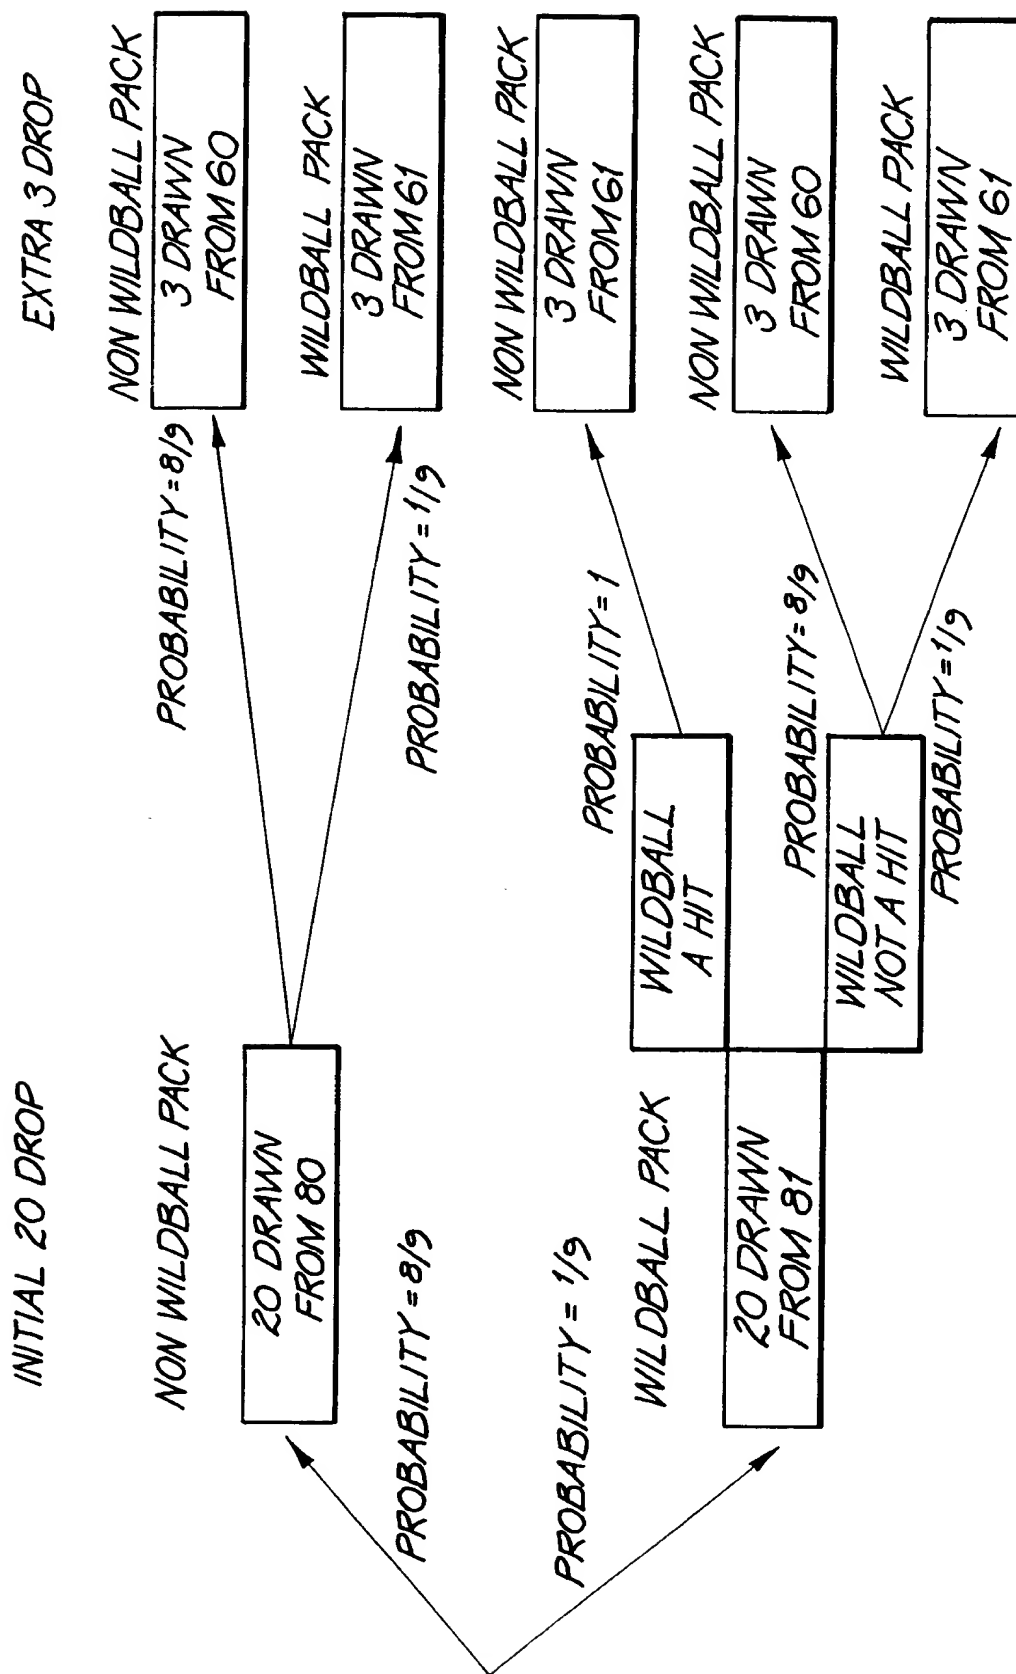 INITIAL 20 DROP
EXTRA 3 DROP
NON WILDBALL PACK
20 DRAWN
FROM 80
PROBABILITY = 8/9
PROBABILITY = 8/9
NON WILDBALL PACK
3 DRAWN
FROM 60
PROBABILITY = 1/9
WILDBALL PACK
3 DRAWN
FROM 61
PROBABILITY = 1/9
WILDBALL PACK
20 DRAWN
FROM 81
WILDBALL
A HIT
PROBABILITY = 1
NON WILDBALL PACK
3 DRAWN
FROM 61
WILDBALL
NOT A HIT
PROBABILITY = 8/9
NON WILDBALL PACK
3 DRAWN
FROM 60
PROBABILITY = 1/9
WILDBALL PACK
3 DRAWN
FROM 61